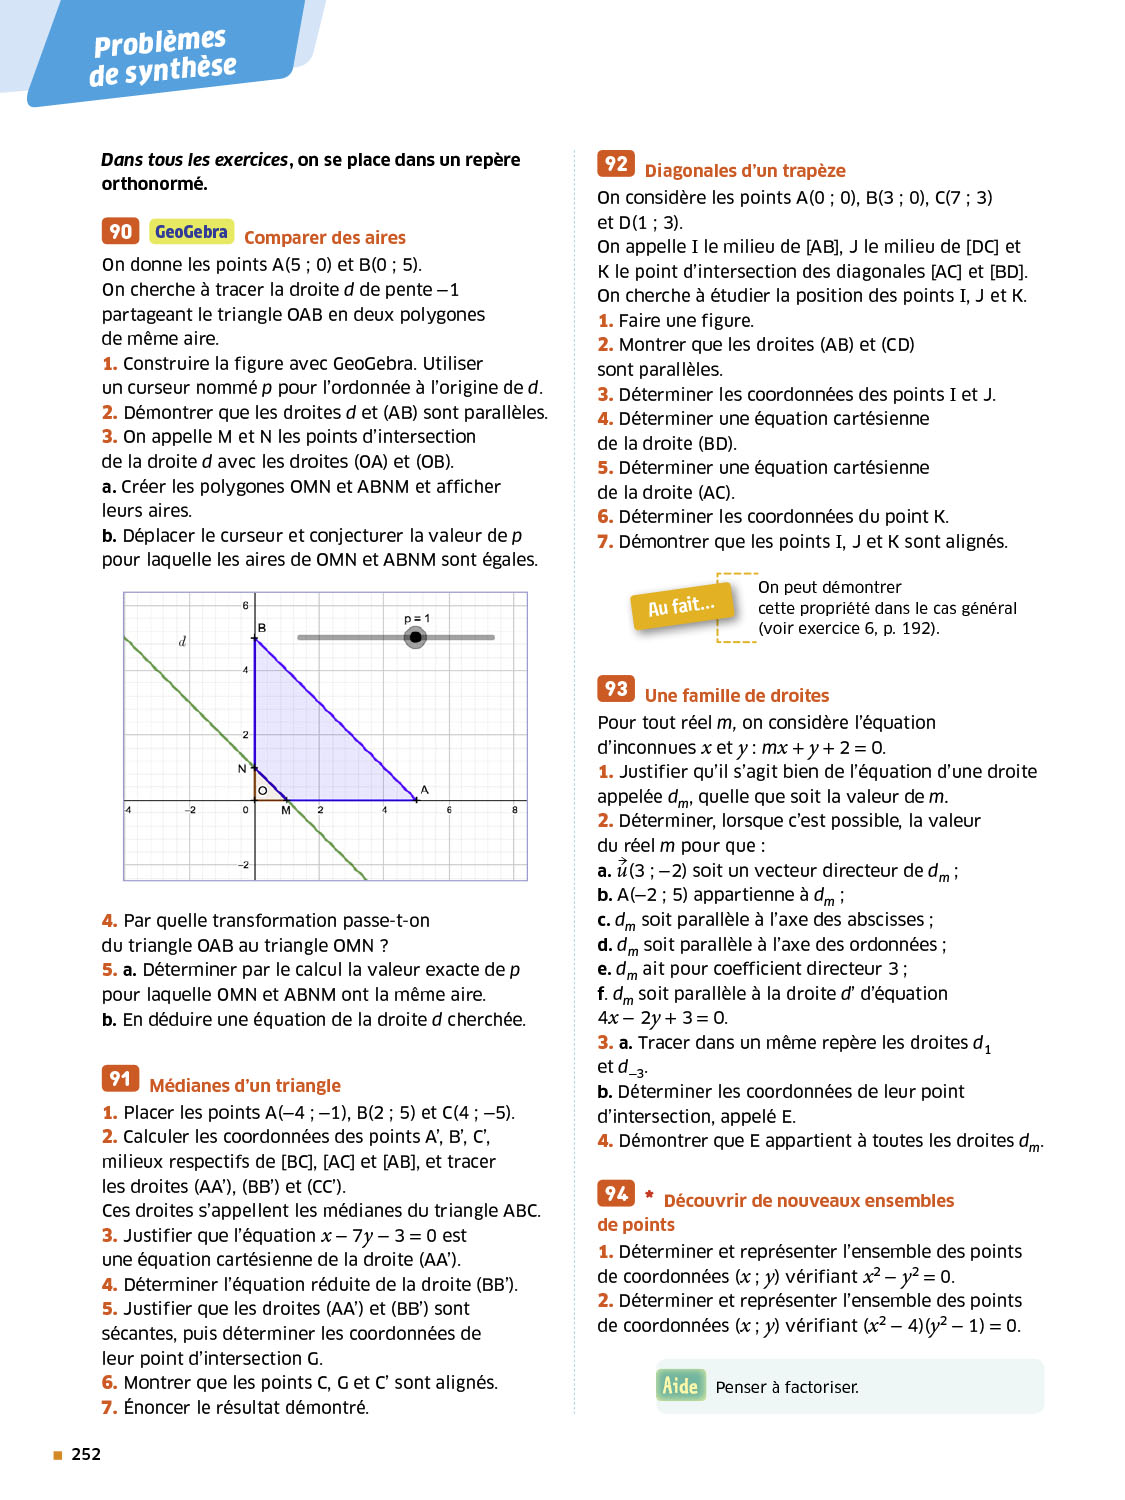 Problèmes
de synthèse
Dans tous les exercices, on se place dans un repère
orthonormé.
90 GeoGebra Comparer des aires
On donne les points A(5 ; 0) et B(0 ; 5).
On cherche à tracer la droite d de pente −1
partageant le triangle OAB en deux polygones
de même aire.
1. Construire la figure avec GeoGebra. Utiliser
un curseur nommé p pour l’ordonnée à l’origine de d.
2. Démontrer que les droites d et (AB) sont parallèles.
3. On appelle M et N les points d’intersection
de la droite d avec les droites (OA) et (OB).
a. Créer les polygones OMN et ABNM et afficher
leurs aires.
b. Déplacer le curseur et conjecturer la valeur de p
pour laquelle les aires de OMN et ABNM sont égales.
6
B
p = 1
d
4
2
N
O
A
-4 -2 0 M 2 4 6 8
-2
4. Par quelle transformation passe-t-on
du triangle OAB au triangle OMN ?
5. a. Déterminer par le calcul la valeur exacte de p
pour laquelle OMN et ABNM ont la même aire.
b. En déduire une équation de la droite d cherchée.
91 Médianes d’un triangle
1. Placer les points A(−4 ; −1), B(2 ; 5) et C(4 ; −5).
2. Calculer les coordonnées des points A’, B’, C’,
milieux respectifs de [BC], [AC] et [AB], et tracer
les droites (AA’), (BB’) et (CC’).
Ces droites s’appellent les médianes du triangle ABC.
3. Justifier que l’équation x − 7y − 3 = 0 est
une équation cartésienne de la droite (AA’).
4. Déterminer l’équation réduite de la droite (BB’).
5. Justifier que les droites (AA’) et (BB’) sont
sécantes, puis déterminer les coordonnées de
leur point d’intersection G.
6. Montrer que les points C, G et C’ sont alignés.
7. Énoncer le résultat démontré.
92 Diagonales d’un trapèze
On considère les points A(0 ; 0), B(3 ; 0), C(7 ; 3)
et D(1 ; 3).
On appelle I le milieu de [AB], J le milieu de [DC] et
K le point d’intersection des diagonales [AC] et [BD].
On cherche à étudier la position des points I, J et K.
1. Faire une figure.
2. Montrer que les droites (AB) et (CD)
sont parallèles.
3. Déterminer les coordonnées des points I et J.
4. Déterminer une équation cartésienne
de la droite (BD).
5. Déterminer une équation cartésienne
de la droite (AC).
6. Déterminer les coordonnées du point K.
7. Démontrer que les points I, J et K sont alignés.
Au fait...
On peut démontrer
cette propriété dans le cas général
(voir exercice 6, p. 192).
93 Une famille de droites
Pour tout réel m, on considère l’équation
d’inconnues x et y : mx + y + 2 = 0.
1. Justifier qu’il s’agit bien de l’équation d’une droite
appelée dₘ, quelle que soit la valeur de m.
2. Déterminer, lorsque c’est possible, la valeur
du réel m pour que :
a. u⃗(3 ; −2) soit un vecteur directeur de dₘ ;
b. A(−2 ; 5) appartienne à dₘ ;
c. dₘ soit parallèle à l’axe des abscisses ;
d. dₘ soit parallèle à l’axe des ordonnées ;
e. dₘ ait pour coefficient directeur 3 ;
f. dₘ soit parallèle à la droite d’ d’équation
4x − 2y + 3 = 0.
3. a. Tracer dans un même repère les droites d₁
et d₋₃.
b. Déterminer les coordonnées de leur point
d’intersection, appelé E.
4. Démontrer que E appartient à toutes les droites dₘ.
94 * Découvrir de nouveaux ensembles
de points
1. Déterminer et représenter l’ensemble des points
de coordonnées (x ; y) vérifiant x² − y² = 0.
2. Déterminer et représenter l’ensemble des points
de coordonnées (x ; y) vérifiant (x² − 4)(y² − 1) = 0.
Aide Penser à factoriser.
252